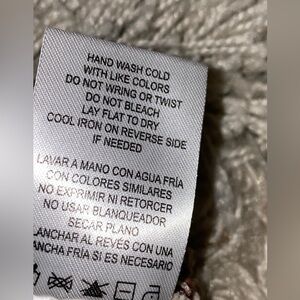 HAND WASH COLD
WITH LIKE COLORS
DO NOT WRING OR TWIST
DO NOT BLEACH
LAY FLAT TO DRY
COOL IRON ON REVERSE SIDE
IF NEEDED
LAVAR A MANO CON AGUA FRÍA
CON COLORES SIMILARES
NO EXPRIMIR NI RETORCER
NO USAR BLANQUEADOR
SECAR PLANO
LANCHAR AL REVÉS CON UNA
ANCHA FRÍA SI ES NECESARIO